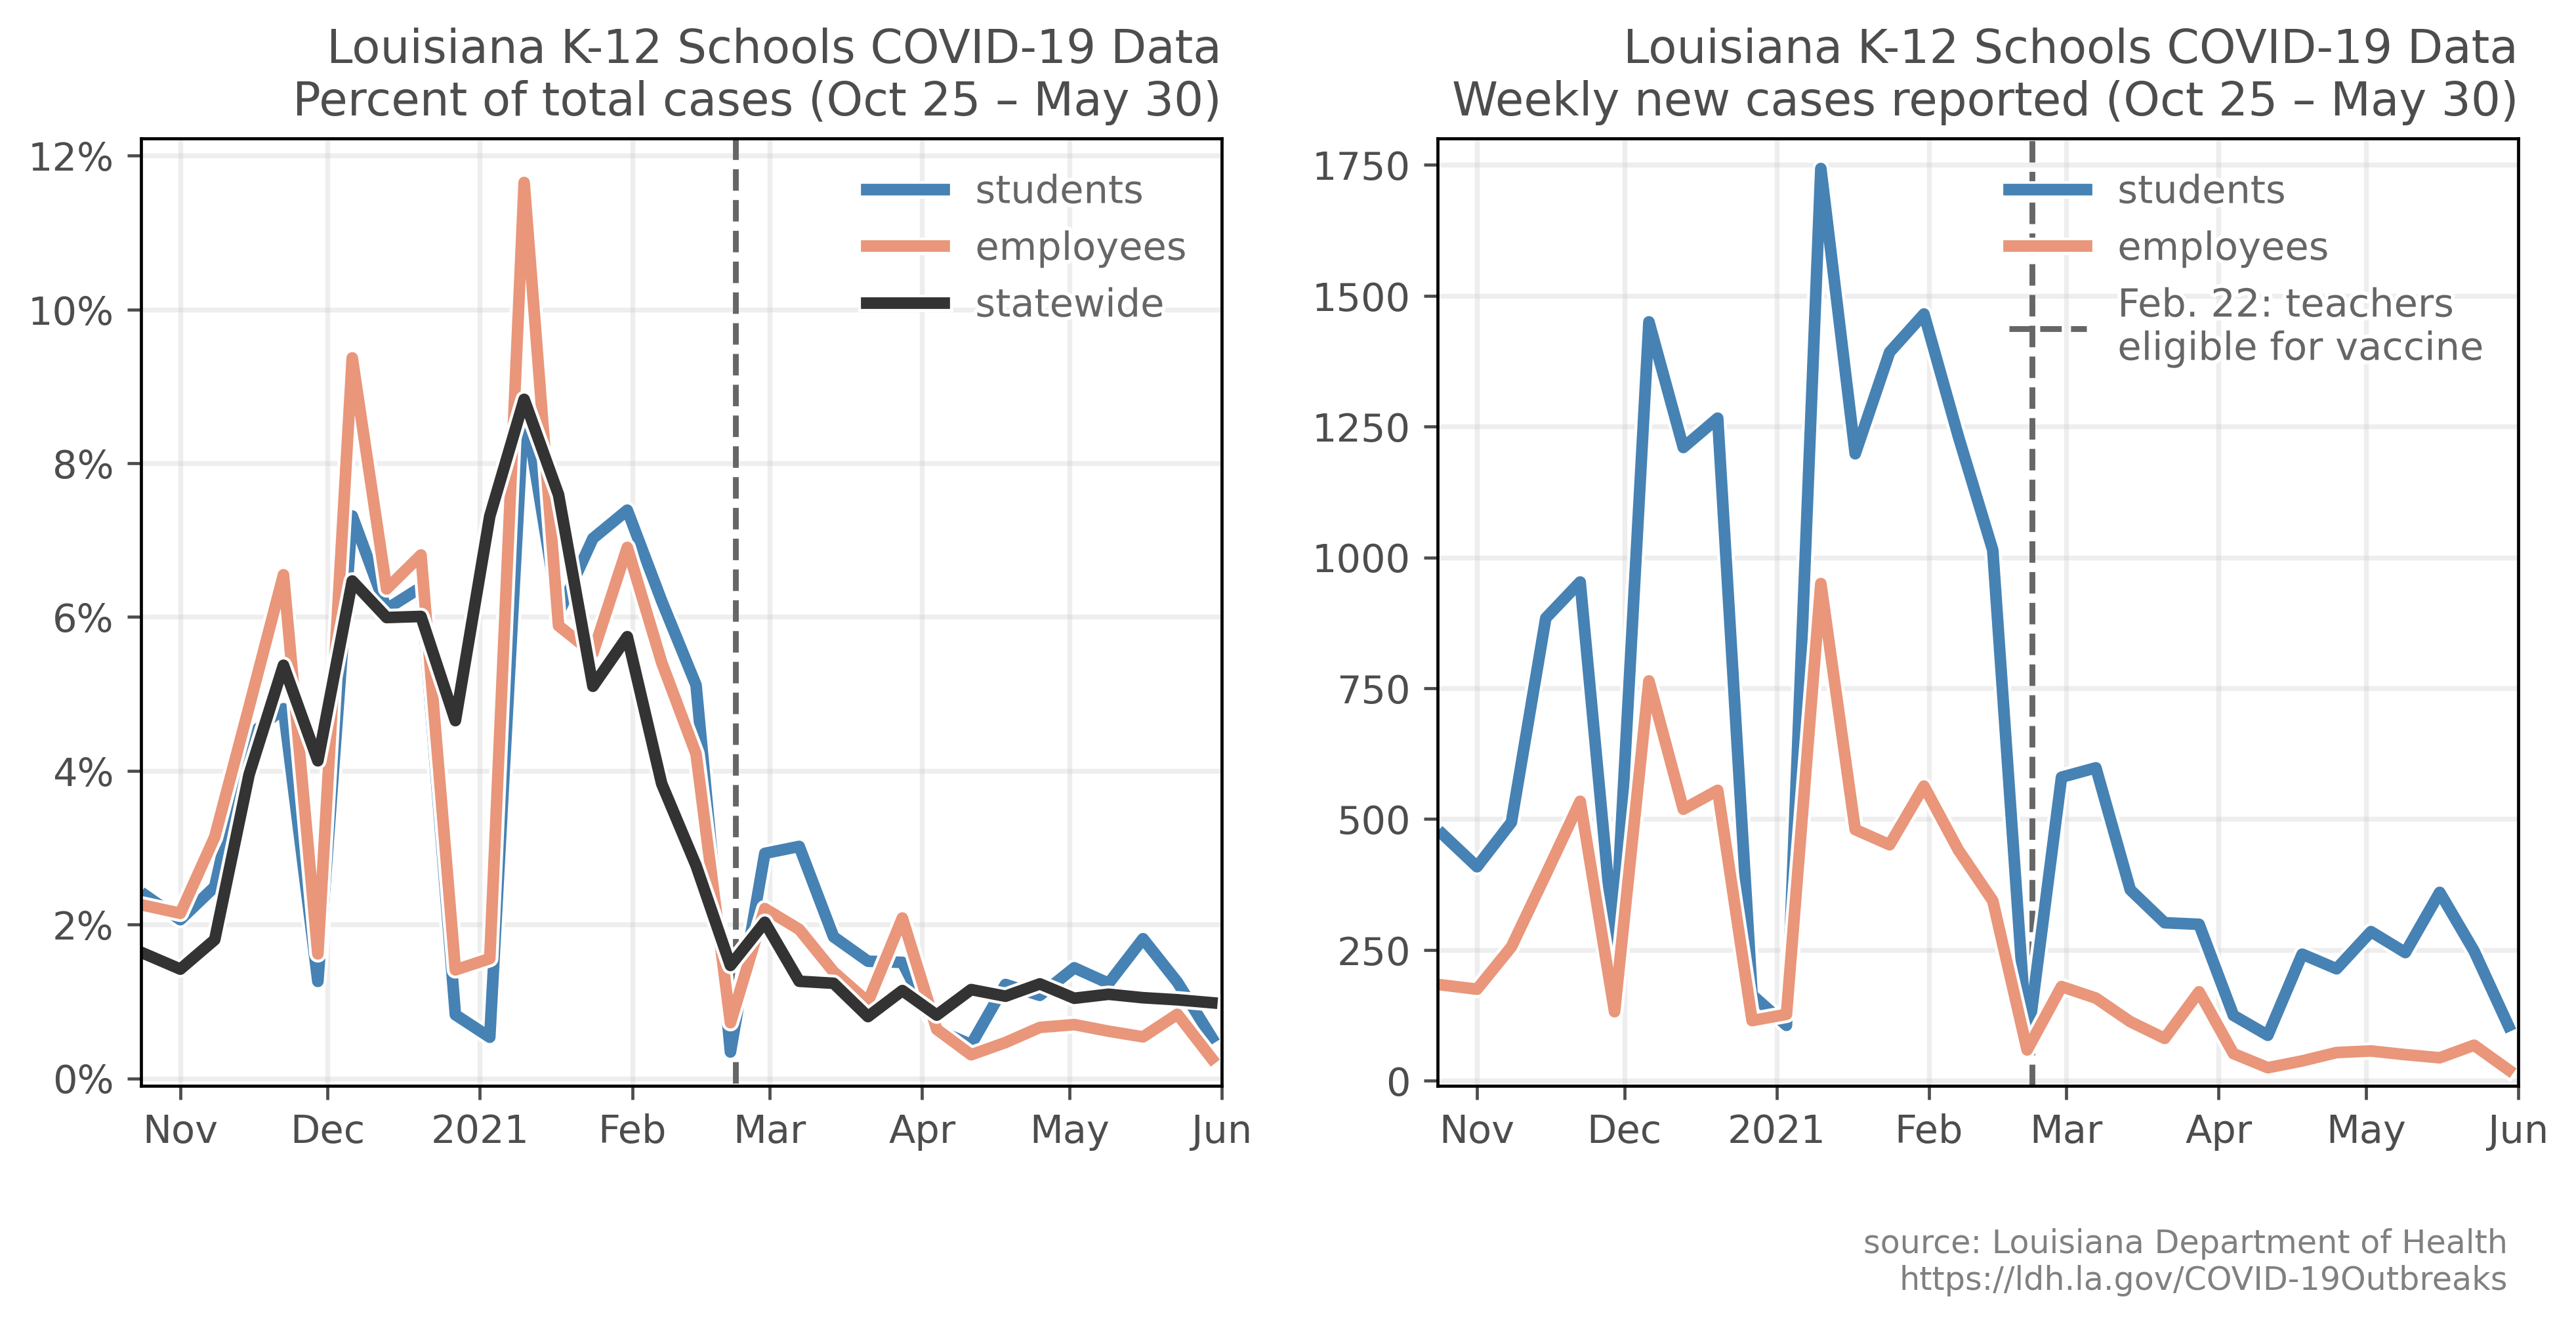 Louisiana K-12 Schools COVID-19 Data
Percent of total cases (Oct 25 – May 30)
12%
10%
8%
6%
4%
2%
0%
students
employees
statewide
Nov Dec 2021 Feb Mar Apr May Jun
Louisiana K-12 Schools COVID-19 Data
Weekly new cases reported (Oct 25 – May 30)
1750
1500
1250
1000
750
500
250
0
students
employees
Feb. 22: teachers
eligible for vaccine
Nov Dec 2021 Feb Mar Apr May Jun
source: Louisiana Department of Health
https://ldh.la.gov/COVID-19Outbreaks